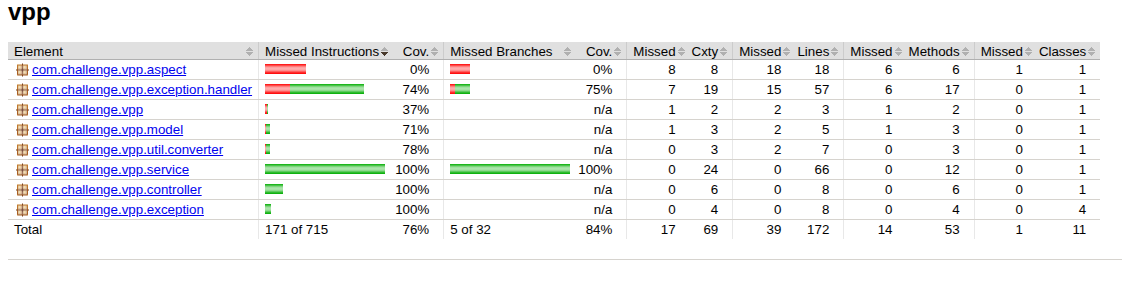 vpp
Element Missed Instructions Cov. Missed Branches Cov. Missed Cxty Missed Lines Missed Methods Missed Classes
com.challenge.vpp.aspect 0% 0% 8 8 18 18 6 6 1 1
com.challenge.vpp.exception.handler 74% 75% 7 19 15 57 6 17 0 1
com.challenge.vpp 37% n/a 1 2 2 3 1 2 0 1
com.challenge.vpp.model 71% n/a 1 3 2 5 1 3 0 1
com.challenge.vpp.util.converter 78% n/a 0 3 2 7 0 3 0 1
com.challenge.vpp.service 100% 100% 0 24 0 66 0 12 0 1
com.challenge.vpp.controller 100% n/a 0 6 0 8 0 6 0 1
com.challenge.vpp.exception 100% n/a 0 4 0 8 0 4 0 4
Total 171 of 715 76% 5 of 32 84% 17 69 39 172 14 53 1 11